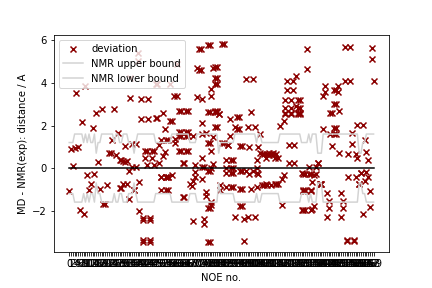 deviation
NMR upper bound
NMR lower bound
MD - NMR(exp): distance / A
6
4
2
0
−2
NOE no.